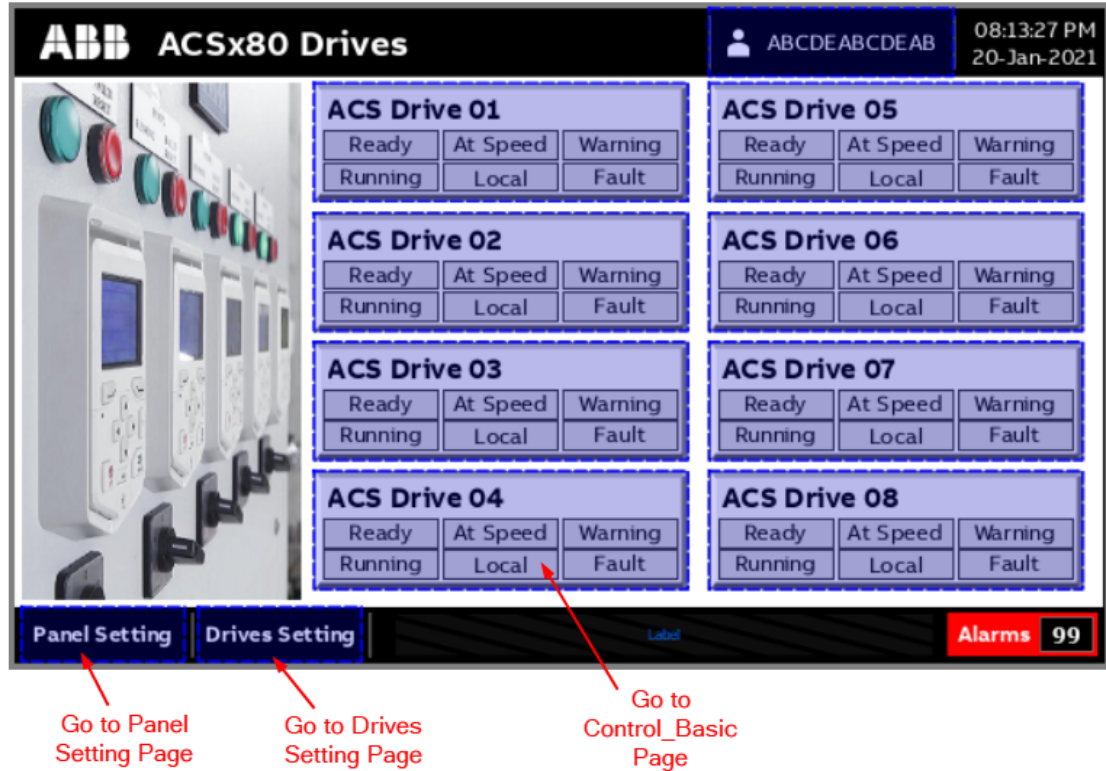 ABB ACSx80 Drives
ABCDEABCDEAB
08:13:27 PM
20-Jan-2021
ACS Drive 01
Ready At Speed Warning
Running Local Fault
ACS Drive 02
Ready At Speed Warning
Running Local Fault
ACS Drive 03
Ready At Speed Warning
Running Local Fault
ACS Drive 04
Ready At Speed Warning
Running Local Fault
ACS Drive 05
Ready At Speed Warning
Running Local Fault
ACS Drive 06
Ready At Speed Warning
Running Local Fault
ACS Drive 07
Ready At Speed Warning
Running Local Fault
ACS Drive 08
Ready At Speed Warning
Running Local Fault
Panel Setting
Drives Setting
Label
Alarms 99
Go to Panel
Setting Page
Go to Drives
Setting Page
Go to
Control_Basic
Page